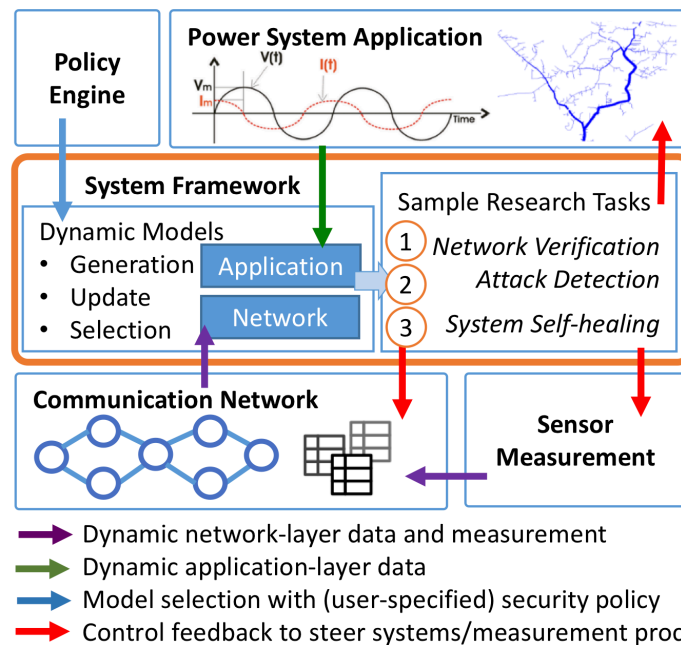 Policy
Engine
Power System Application
V(t)
I(t)
Vm
Im
Time
System Framework
Dynamic Models
• Generation
• Update
• Selection
Application
Network
Sample Research Tasks
1 Network Verification
2 Attack Detection
3 System Self-healing
Communication Network
Sensor
Measurement
Dynamic network-layer data and measurement
Dynamic application-layer data
Model selection with (user-specified) security policy
Control feedback to steer systems/measurement proc